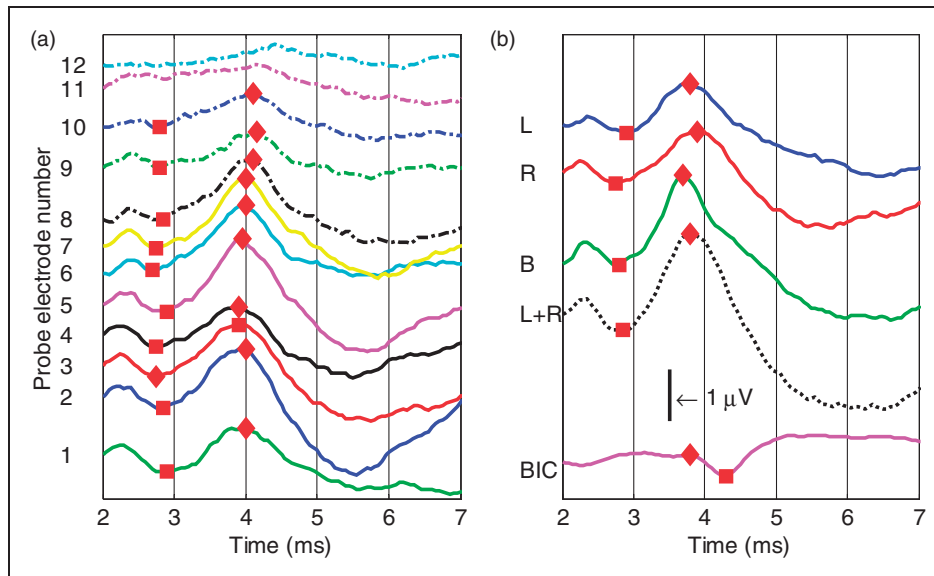 (a)
Probe electrode number
12
11
10
9
8
7
6
5
4
3
2
1
2 3 4 5 6 7
Time (ms)
(b)
L
R
B
L+R
BIC
← 1 μV
2 3 4 5 6 7
Time (ms)